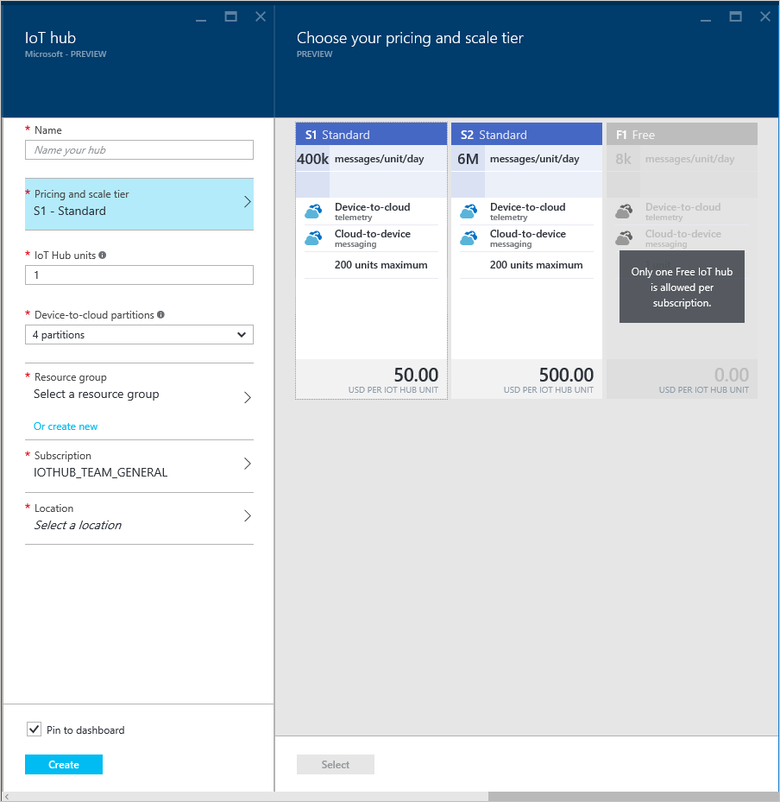 IoT hub
Microsoft - PREVIEW
* Name
Name your hub
* Pricing and scale tier
S1 - Standard
* IoT Hub units
1
* Device-to-cloud partitions
4 partitions
* Resource group
Select a resource group
Or create new
* Subscription
IOTHUB_TEAM_GENERAL
* Location
Select a location
Pin to dashboard
Create
Choose your pricing and scale tier
PREVIEW
S1 Standard
400k messages/unit/day
Device-to-cloud
telemetry
Cloud-to-device
messaging
200 units maximum
50.00
USD PER IOT HUB UNIT
S2 Standard
6M messages/unit/day
Device-to-cloud
telemetry
Cloud-to-device
messaging
200 units maximum
500.00
USD PER IOT HUB UNIT
F1 Free
8k messages/unit/day
Device-to-cloud
telemetry
Cloud-to-device
messaging
Only one Free IoT hub
is allowed per
subscription.
0.00
USD PER IOT HUB UNIT
Select